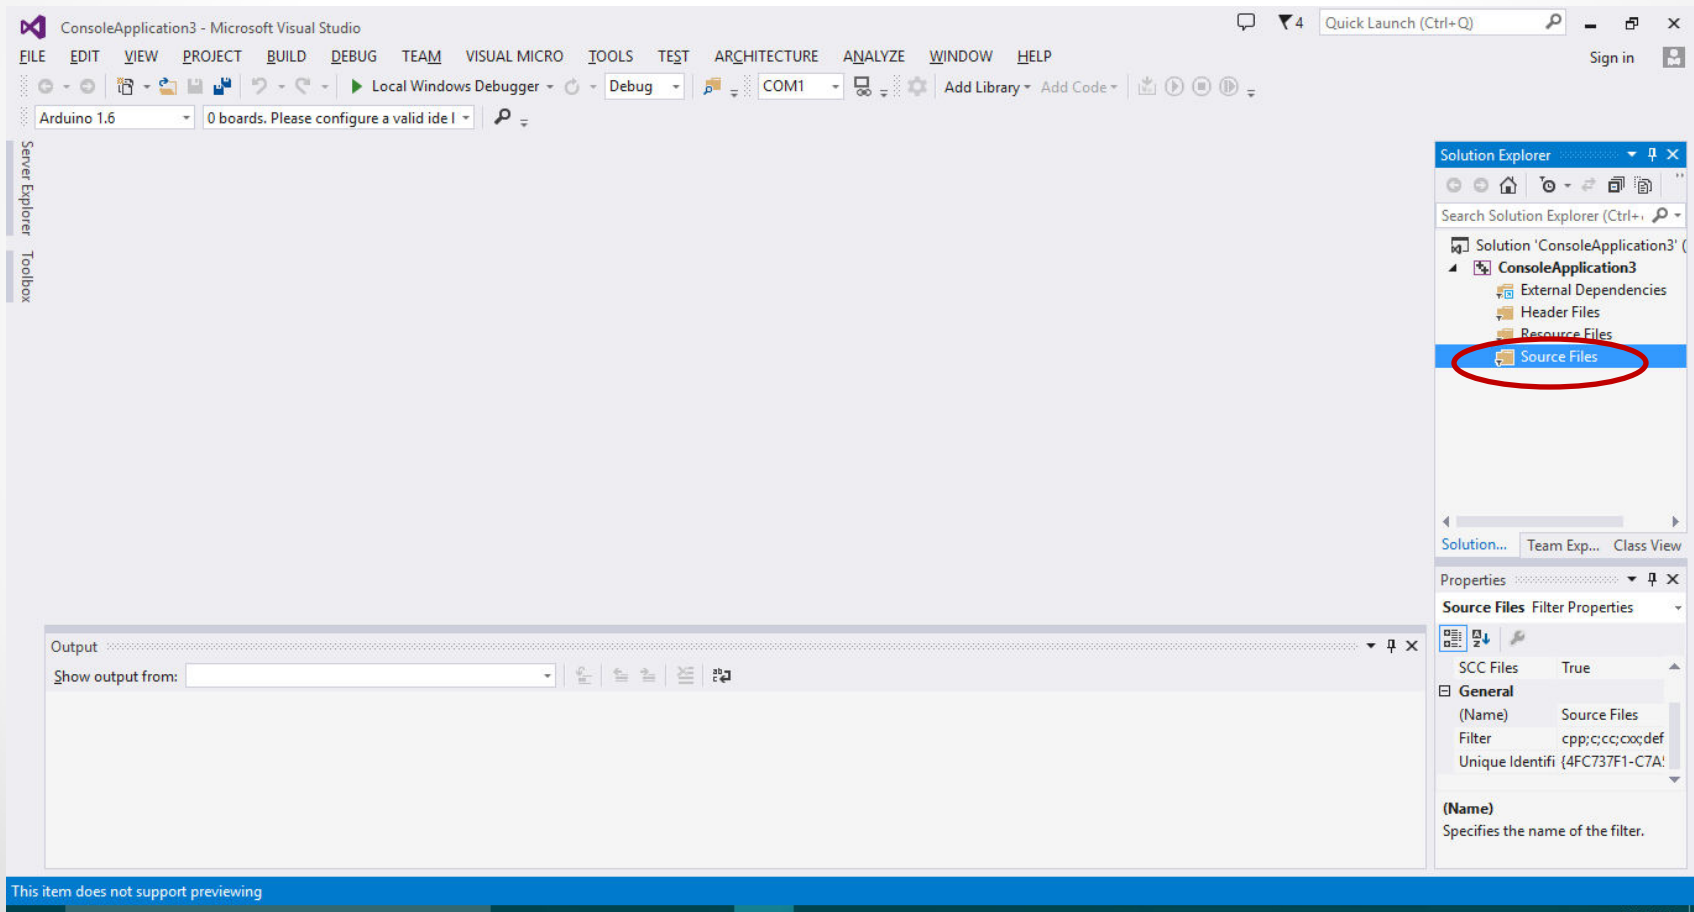 ConsoleApplication3 - Microsoft Visual Studio
4
Quick Launch (Ctrl+Q)
FILE EDIT VIEW PROJECT BUILD DEBUG TEAM VISUAL MICRO TOOLS TEST ARCHITECTURE ANALYZE WINDOW HELP
Sign in
Local Windows Debugger Debug COM1 Add Library Add Code
Arduino 1.6 0 boards. Please configure a valid ide l
Server Explorer
Toolbox
Solution Explorer
Search Solution Explorer (Ctrl+
Solution 'ConsoleApplication3' (
ConsoleApplication3
External Dependencies
Header Files
Resource Files
Source Files
Solution... Team Exp... Class View
Properties
Source Files Filter Properties
SCC Files True
General
(Name) Source Files
Filter cpp;c;cc;cxx;def
Unique Identifi {4FC737F1-C7A5
(Name)
Specifies the name of the filter.
Output
Show output from:
This item does not support previewing